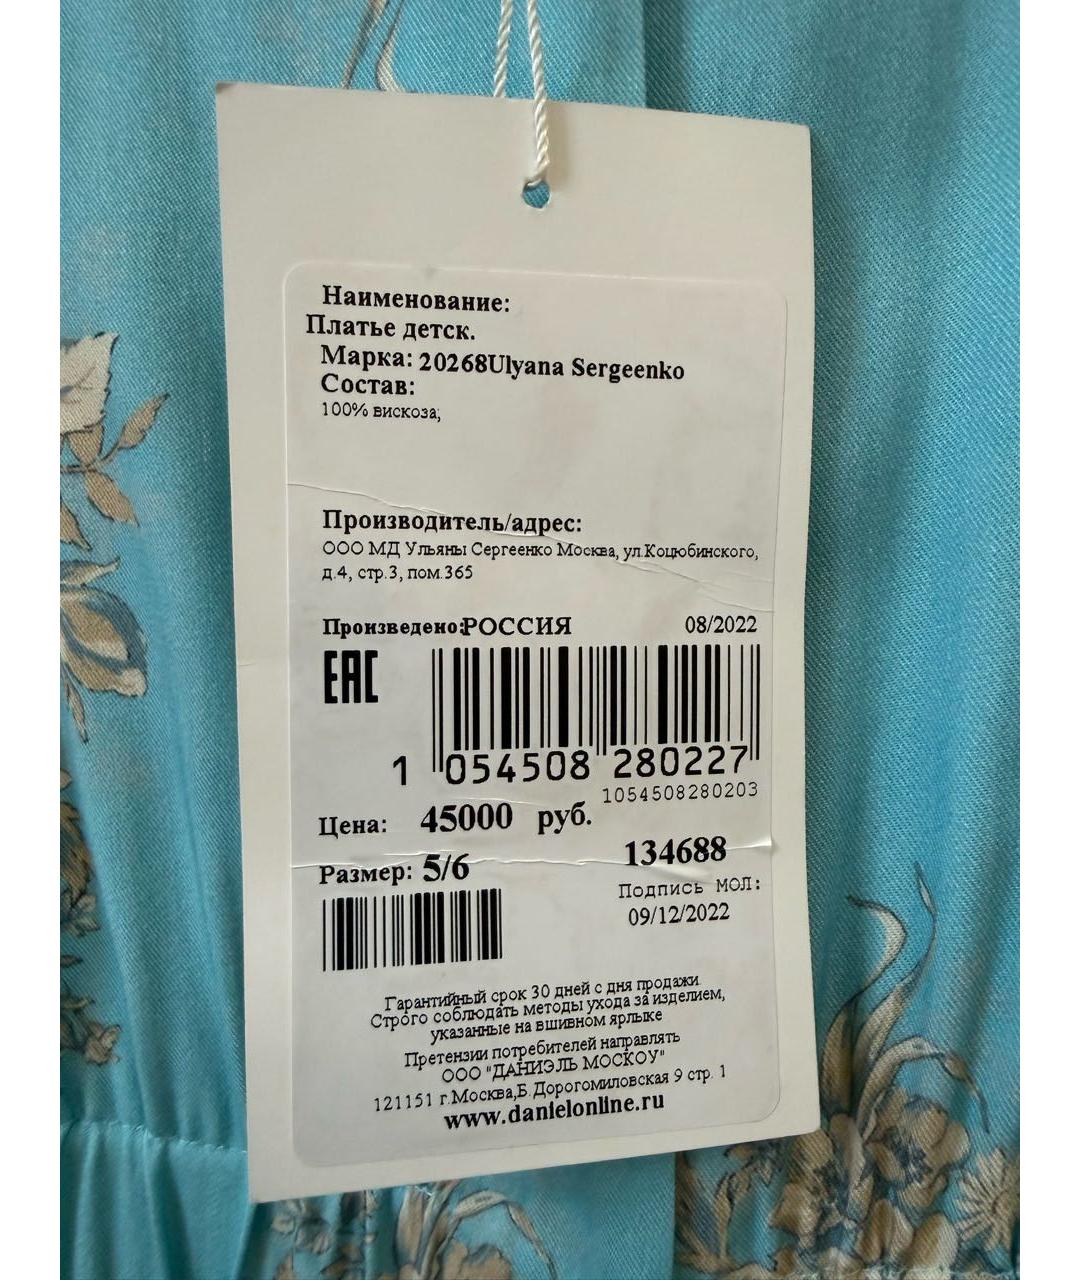 Наименование:
Платье детск.
Марка: 20268Ulyana Sergeenko
Состав:
100% вискоза;
Производитель/адрес:
ООО МД Ульяны Сергеенко Москва, ул.Коцюбинского,
д.4, стр.3, пом.365
Произведено:РОССИЯ 08/2022
EAC
1 054508 280227
1054508280203
Цена: 45000 руб.
134688
Размер: 5/6
Подпись МОЛ:
09/12/2022
Гарантийный срок 30 дней с дня продажи
Строго соблюдать методы ухода за изделием,
указанные на вшивном ярлыке
Претензии потребителей направлять
ООО "ДАНИЭЛЬ МОСКОУ"
121151 г.Москва,Б.Дорогомиловская 9 стр. 1
www.danielonline.ru